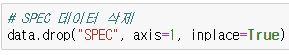 # SPEC 데이터 삭제
data.drop("SPEC", axis=1, inplace=True)